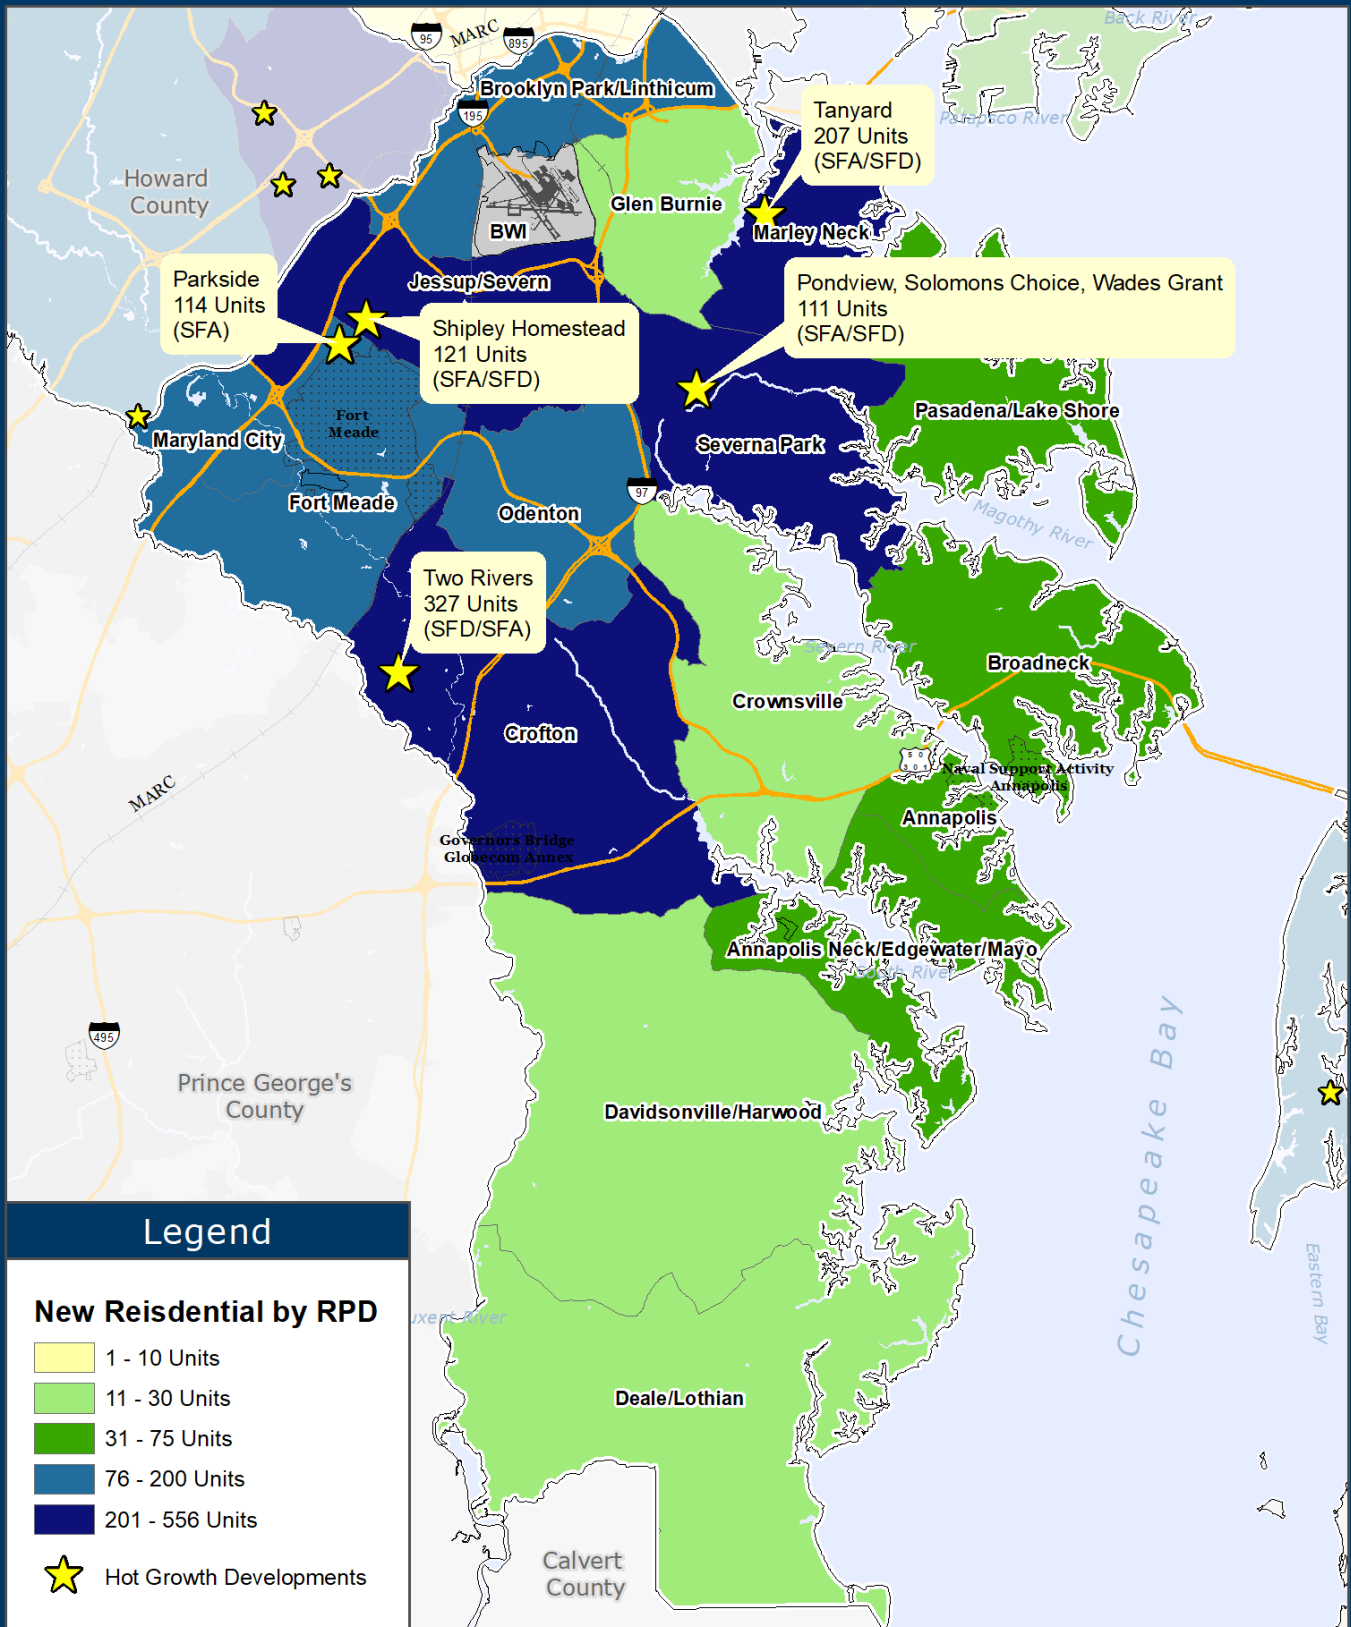 Back River
95
MARC
895
Brooklyn Park/Linthicum
195
Tanyard
207 Units
(SFA/SFD)
Patapsco River
Howard
County
Glen Burnie
BWI
Marley Neck
Parkside
114 Units
(SFA)
Jessup/Severn
Pondview, Solomons Choice, Wades Grant
111 Units
(SFA/SFD)
Shipley Homestead
121 Units
(SFA/SFD)
Fort
Meade
Maryland City
Pasadena/Lake Shore
Severna Park
Fort Meade
97
Odenton
Magothy River
Two Rivers
327 Units
(SFD/SFA)
Severn River
Broadneck
Crownsville
Crofton
50
301
Naval Support Activity
Annapolis
MARC
Annapolis
Governors Bridge
Globecom Annex
Annapolis Neck/Edgewater/Mayo
South River
495
Prince George's
County
Chesapeake Bay
Davidsonville/Harwood
Eastern Bay
Legend
New Reisdential by RPD
uxent River
1 - 10 Units
11 - 30 Units
31 - 75 Units
76 - 200 Units
201 - 556 Units
Hot Growth Developments
Deale/Lothian
Calvert
County